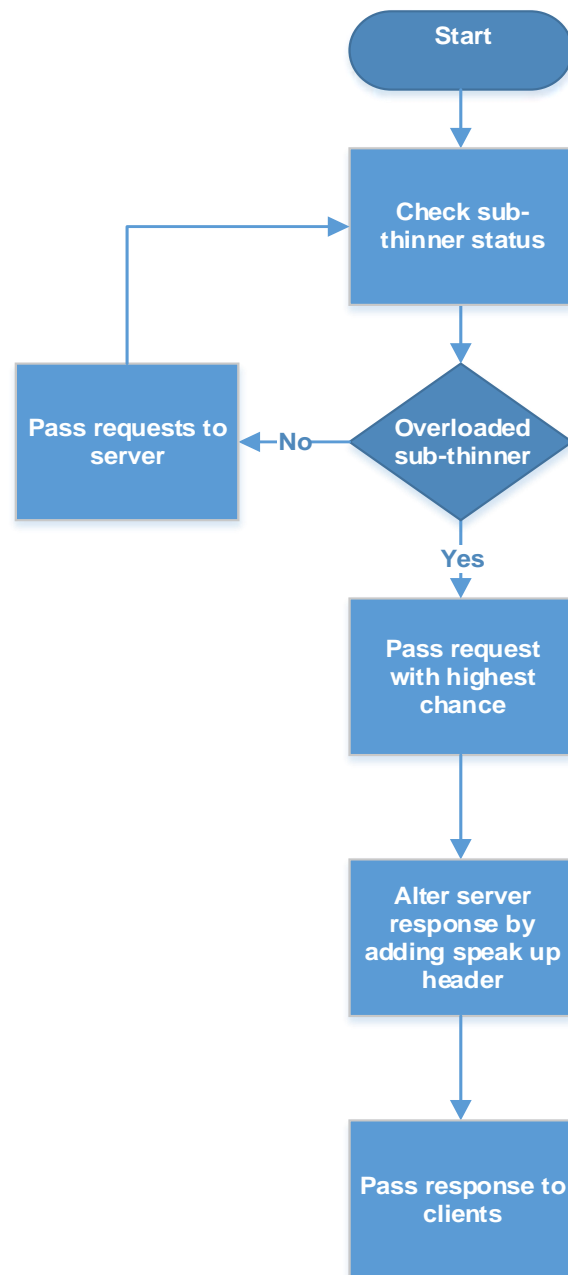 Start
Check sub-
thinner status
Pass requests to
server
No
Overloaded
sub-thinner
Yes
Pass request
with highest
chance
Alter server
response by
adding speak up
header
Pass response to
clients